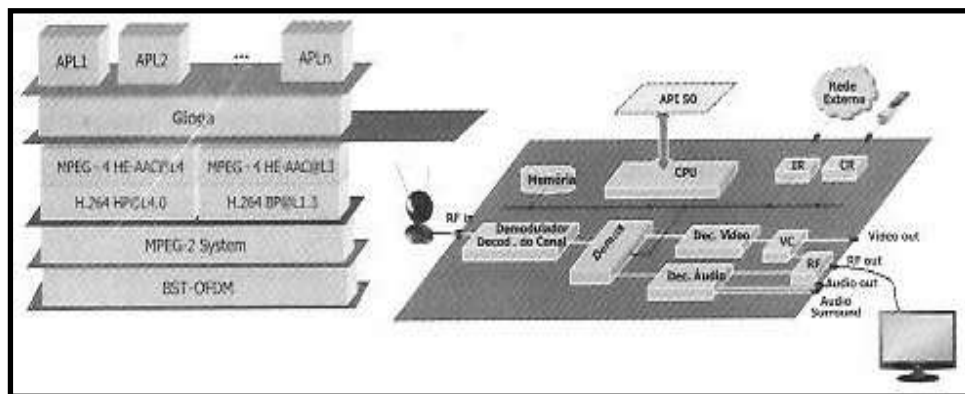 APL1 APL2 ... APLn
Ginga
MPEG - 4 HE-AAC@L4 MPEG - 4 HE-AAC@L3
H.264 HP@L4.0 H.264 BP@L1.3
MPEG-2 System
BST-OFDM
API SO
Rede
Externa
Memória
CPU
IR
CR
RF in
Demodulador
Decod. do Canal
Demux
Dec. Vídeo
VC
Video out
Dec. Áudio
RF
RF out
Audio out
Audio
Surround